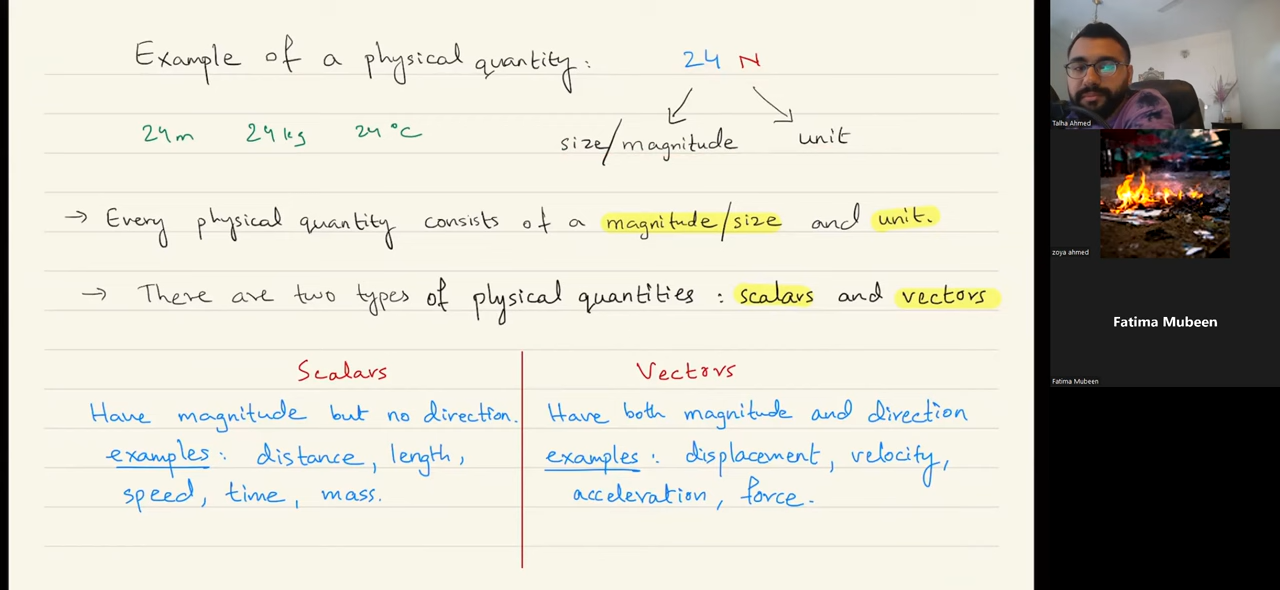 Example of a physical quantity: 24 N
24m 24kg 24°C
size/magnitude unit
→ Every physical quantity consists of a magnitude/size and unit.
→ There are two types of physical quantities : scalars and vectors
Scalars
Have magnitude but no direction.
examples: distance, length,
speed, time, mass.
Vectors
Have both magnitude and direction
examples: displacement, velocity,
acceleration, force.
Talha Ahmed
zoya ahmed
Fatima Mubeen
Fatima Mubeen